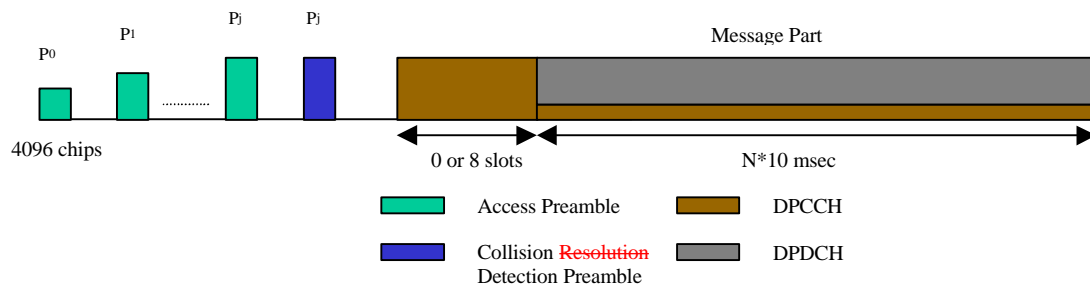 P0
P1
Pj
Pj
Message Part
..............
4096 chips
0 or 8 slots
N*10 msec
Access Preamble
DPCCH
Collision Resolution
Detection Preamble
DPDCH